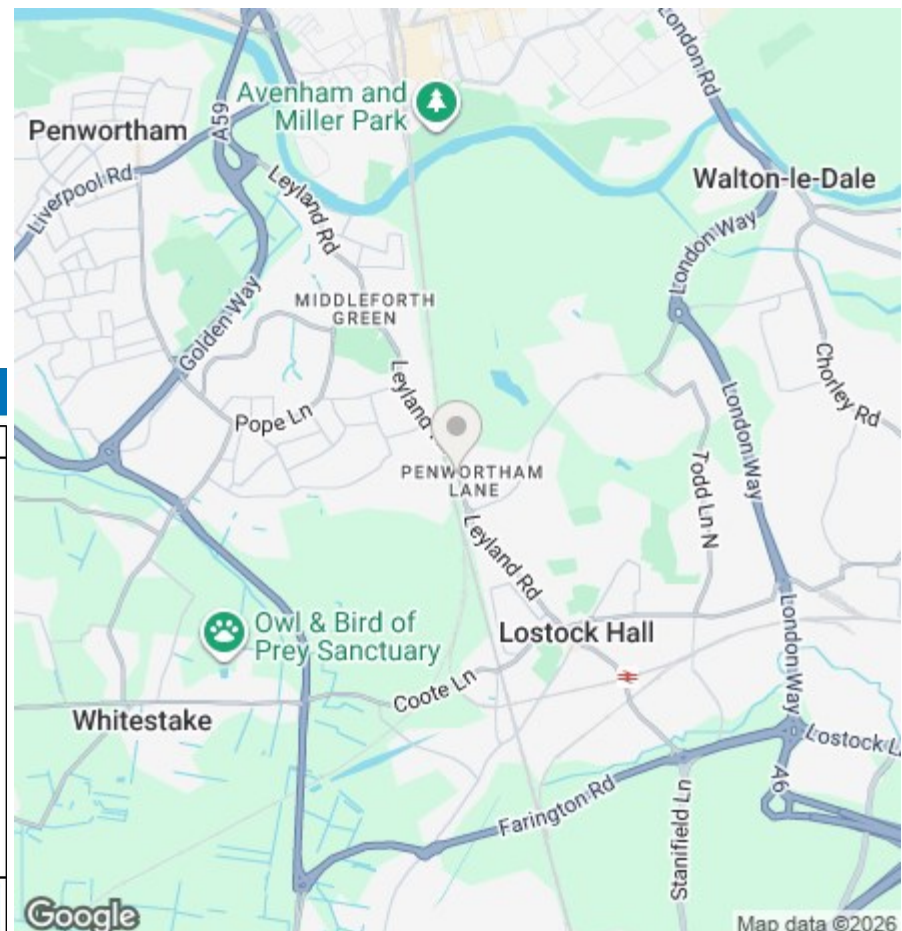 London Rd
Avenham and
Miller Park
Penwortham
A59
Liverpool Rd
Leyland Rd
Walton-le-Dale
London Way
MIDDLEFORTH
GREEN
Golden Way
Leyland
Chorley Rd
Pope Ln
London Way
PENWORTHAM
LANE
Todd Ln N
Leyland Rd
Owl & Bird of
Prey Sanctuary
Lostock Hall
London Way
Coote Ln
Whitestake
Lostock L
A6
Farington Rd
Stanifield Ln
Google
Map data ©2026